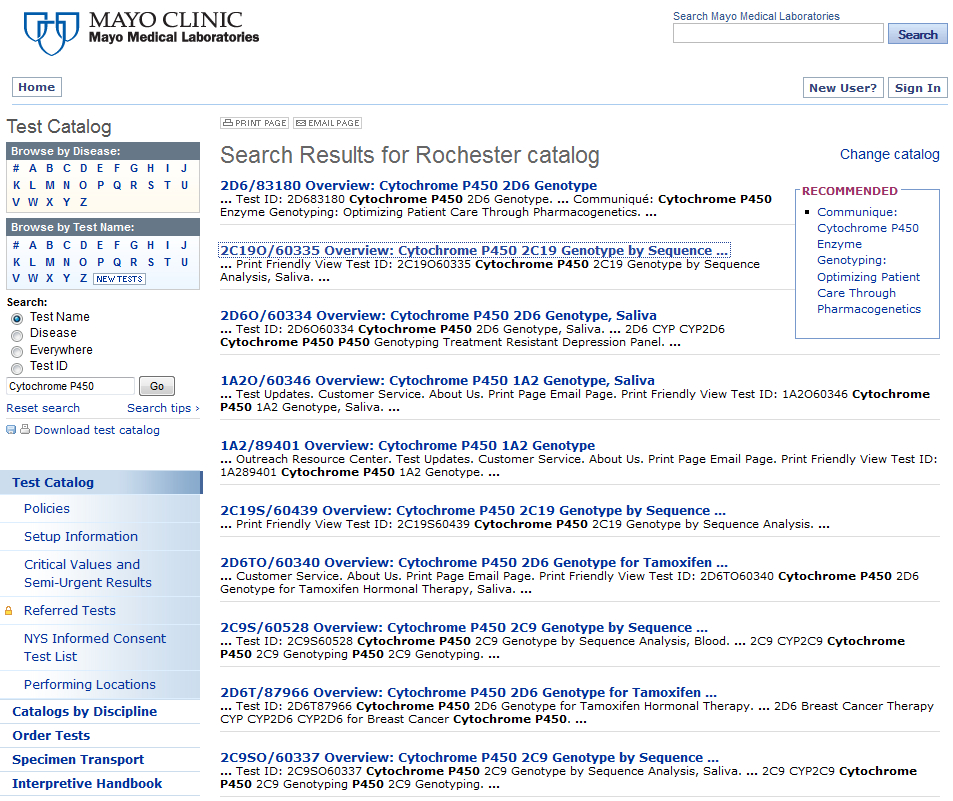 MAYO CLINIC
Mayo Medical Laboratories
Search Mayo Medical Laboratories
Search
Home
New User?
Sign In
Test Catalog
Browse by Disease:
# A B C D E F G H I J
K L M N O P Q R S T U
V W X Y Z
Browse by Test Name:
# A B C D E F G H I J
K L M N O P Q R S T U
V W X Y Z NEW TESTS
Search:
Test Name
Disease
Everywhere
Test ID
Cytochrome P450 Go
Reset search Search tips ›
Download test catalog
Test Catalog
Policies
Setup Information
Critical Values and
Semi-Urgent Results
Referred Tests
NYS Informed Consent
Test List
Performing Locations
Catalogs by Discipline
Order Tests
Specimen Transport
Interpretive Handbook
PRINT PAGE EMAIL PAGE
Search Results for Rochester catalog
Change catalog
2D6/83180 Overview: Cytochrome P450 2D6 Genotype
... Test ID: 2D683180 Cytochrome P450 2D6 Genotype. ... Communiqué: Cytochrome P450
Enzyme Genotyping: Optimizing Patient Care Through Pharmacogenetics. ...
2C19O/60335 Overview: Cytochrome P450 2C19 Genotype by Sequence ...
... Print Friendly View Test ID: 2C19O60335 Cytochrome P450 2C19 Genotype by Sequence
Analysis, Saliva. ...
2D6O/60334 Overview: Cytochrome P450 2D6 Genotype, Saliva
... Test ID: 2D6O60334 Cytochrome P450 2D6 Genotype, Saliva. ... 2D6 CYP CYP2D6
Cytochrome P450 P450 Genotyping Treatment Resistant Depression Panel. ...
1A2O/60346 Overview: Cytochrome P450 1A2 Genotype, Saliva
... Test Updates. Customer Service. About Us. Print Page Email Page. Print Friendly View Test ID: 1A2O60346 Cytochrome
P450 1A2 Genotype, Saliva. ...
1A2/89401 Overview: Cytochrome P450 1A2 Genotype
... Outreach Resource Center. Test Updates. Customer Service. About Us. Print Page Email Page. Print Friendly View Test ID:
1A289401 Cytochrome P450 1A2 Genotype. ...
2C19S/60439 Overview: Cytochrome P450 2C19 Genotype by Sequence ...
... Print Friendly View Test ID: 2C19S60439 Cytochrome P450 2C19 Genotype by Sequence Analysis. ...
2D6TO/60340 Overview: Cytochrome P450 2D6 Genotype for Tamoxifen ...
... Customer Service. About Us. Print Page Email Page. Print Friendly View Test ID: 2D6TO60340 Cytochrome P450 2D6
Genotype for Tamoxifen Hormonal Therapy, Saliva. ...
2C9S/60528 Overview: Cytochrome P450 2C9 Genotype by Sequence ...
... Test ID: 2C9S60528 Cytochrome P450 2C9 Genotype by Sequence Analysis, Blood. ... 2C9 CYP2C9 Cytochrome
P450 2C9 Genotyping P450 2C9 Genotyping. ...
2D6T/87966 Overview: Cytochrome P450 2D6 Genotype for Tamoxifen ...
... Test ID: 2D6T87966 Cytochrome P450 2D6 Genotype for Tamoxifen Hormonal Therapy. ... 2D6 Breast Cancer Therapy
CYP CYP2D6 CYP2D6 for Breast Cancer Cytochrome P450. ...
2C9SO/60337 Overview: Cytochrome P450 2C9 Genotype by Sequence ...
... Test ID: 2C9SO60337 Cytochrome P450 2C9 Genotype by Sequence Analysis, Saliva. ... 2C9 CYP2C9 Cytochrome
P450 2C9 Genotyping P450 2C9 Genotyping. ...
RECOMMENDED
Communique:
Cytochrome P450
Enzyme
Genotyping:
Optimizing Patient
Care Through
Pharmacogenetics